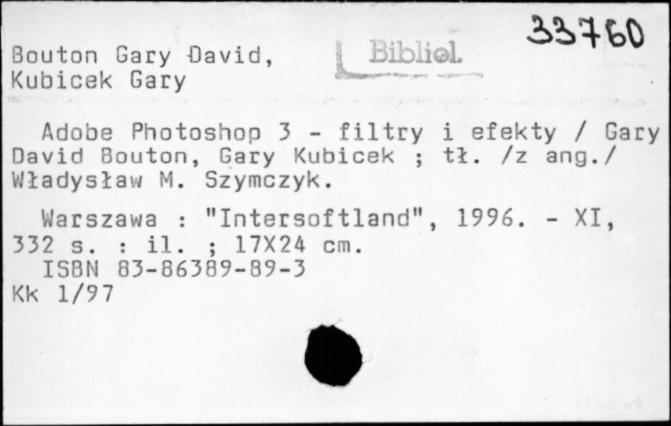 33760
Bibliol.
Bouton Gary David,
Kubicek Gary
Adobe Photoshop 3 - filtry i efekty / Gary
David Bouton, Gary Kubicek ; tł. /z ang./
Władysław M. Szymczyk.
Warszawa : "Intersoftland", 1996. - XI,
332 s. : il. ; 17X24 cm.
ISBN 83-86389-89-3
Kk 1/97